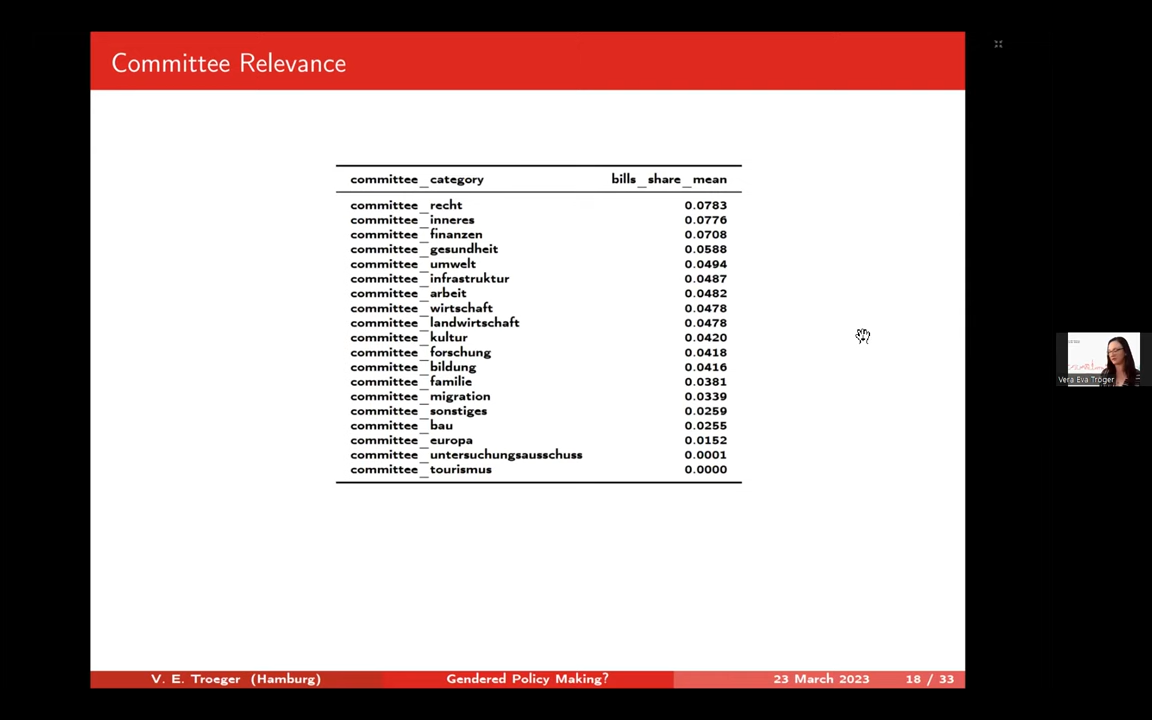 Committee Relevance
committee_category bills_share_mean
committee_recht 0.0783
committee_inneres 0.0776
committee_finanzen 0.0708
committee_gesundheit 0.0588
committee_umwelt 0.0494
committee_infrastruktur 0.0487
committee_arbeit 0.0482
committee_wirtschaft 0.0478
committee_landwirtschaft 0.0478
committee_kultur 0.0420
committee_forschung 0.0418
committee_bildung 0.0416
committee_familie 0.0381
committee_migration 0.0339
committee_sonstiges 0.0259
committee_bau 0.0255
committee_europa 0.0152
committee_untersuchungsausschuss 0.0001
committee_tourismus 0.0000
Vera Eva Tröger
V. E. Troeger (Hamburg) Gendered Policy Making? 23 March 2023 18 / 33